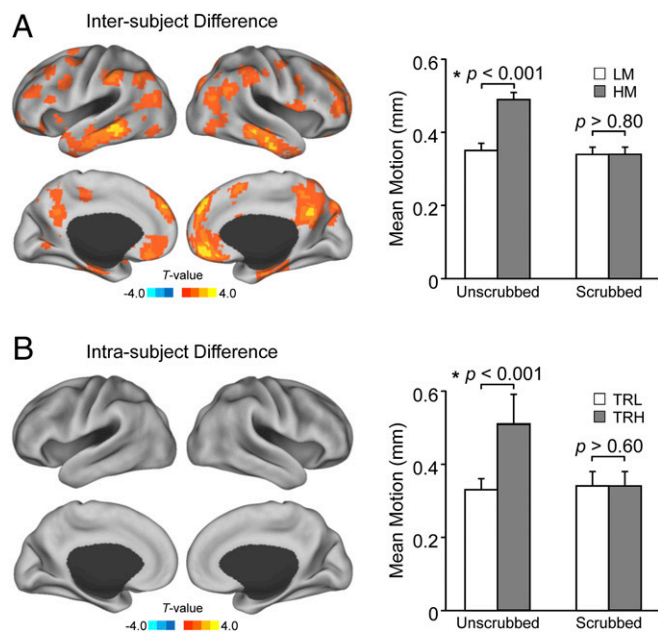 A
Inter-subject Difference
T-value
-4.0 4.0
Mean Motion (mm)
0.6
0.4
0.2
0
* p < 0.001
p > 0.80
LM
HM
Unscrubbed
Scrubbed
B
Intra-subject Difference
T-value
-4.0 4.0
Mean Motion (mm)
0.6
0.4
0.2
0
* p < 0.001
p > 0.60
TRL
TRH
Unscrubbed
Scrubbed